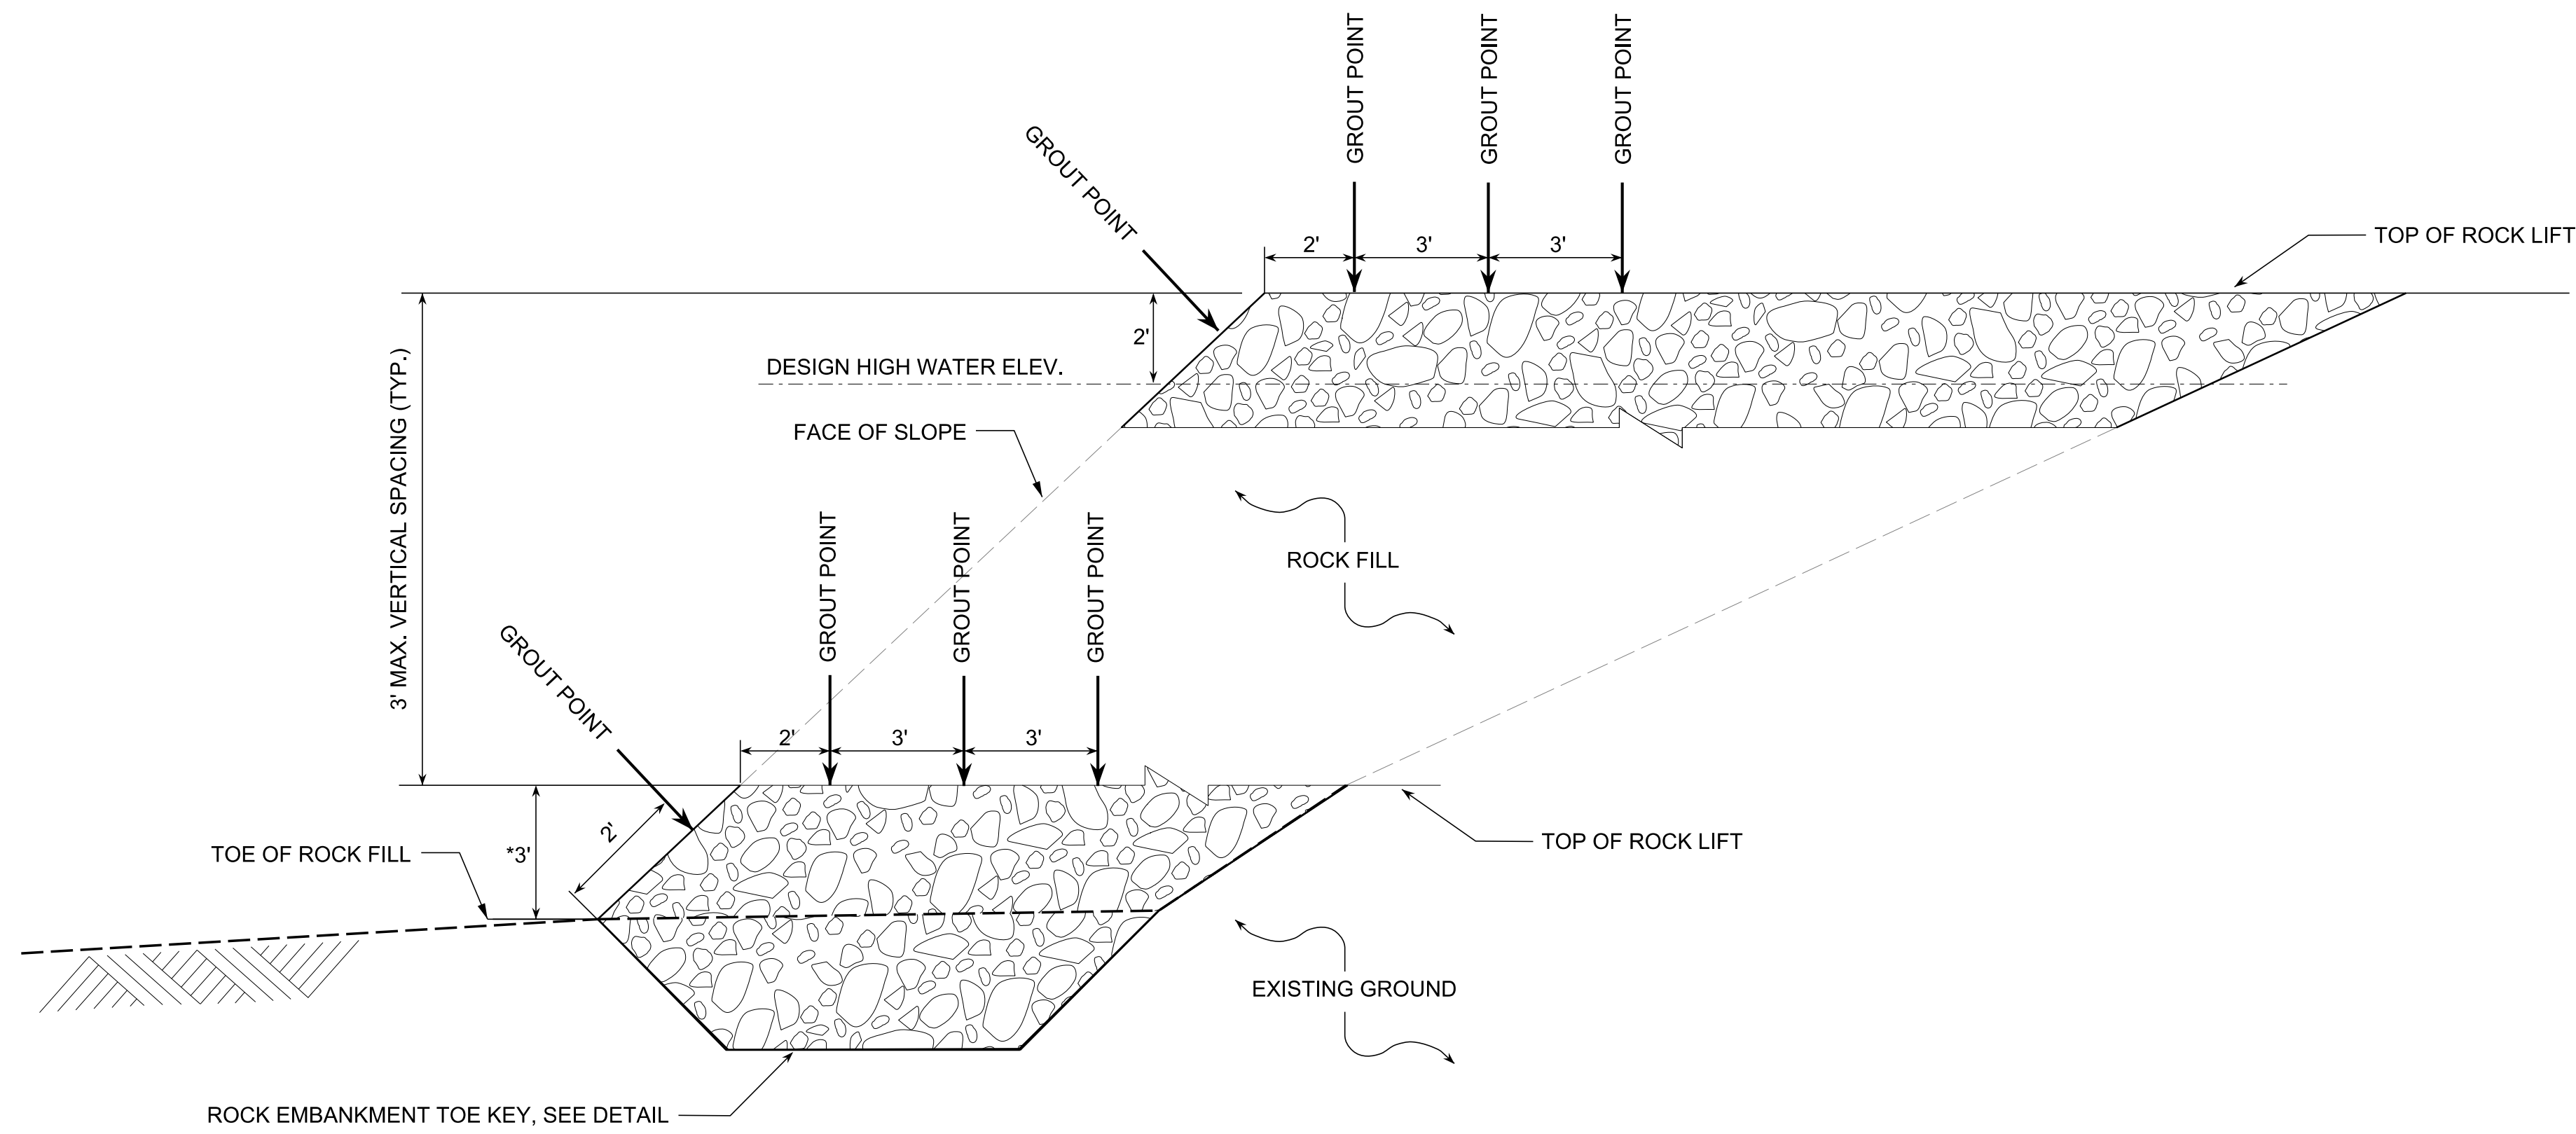 GROUT POINT
GROUT POINT
GROUT POINT
GROUT POINT
2'
3'
3'
TOP OF ROCK LIFT
2'
DESIGN HIGH WATER ELEV.
FACE OF SLOPE
3' MAX. VERTICAL SPACING (TYP.)
ROCK FILL
GROUT POINT
GROUT POINT
GROUT POINT
GROUT POINT
2'
3'
3'
2'
*3'
TOE OF ROCK FILL
TOP OF ROCK LIFT
EXISTING GROUND
ROCK EMBANKMENT TOE KEY, SEE DETAIL